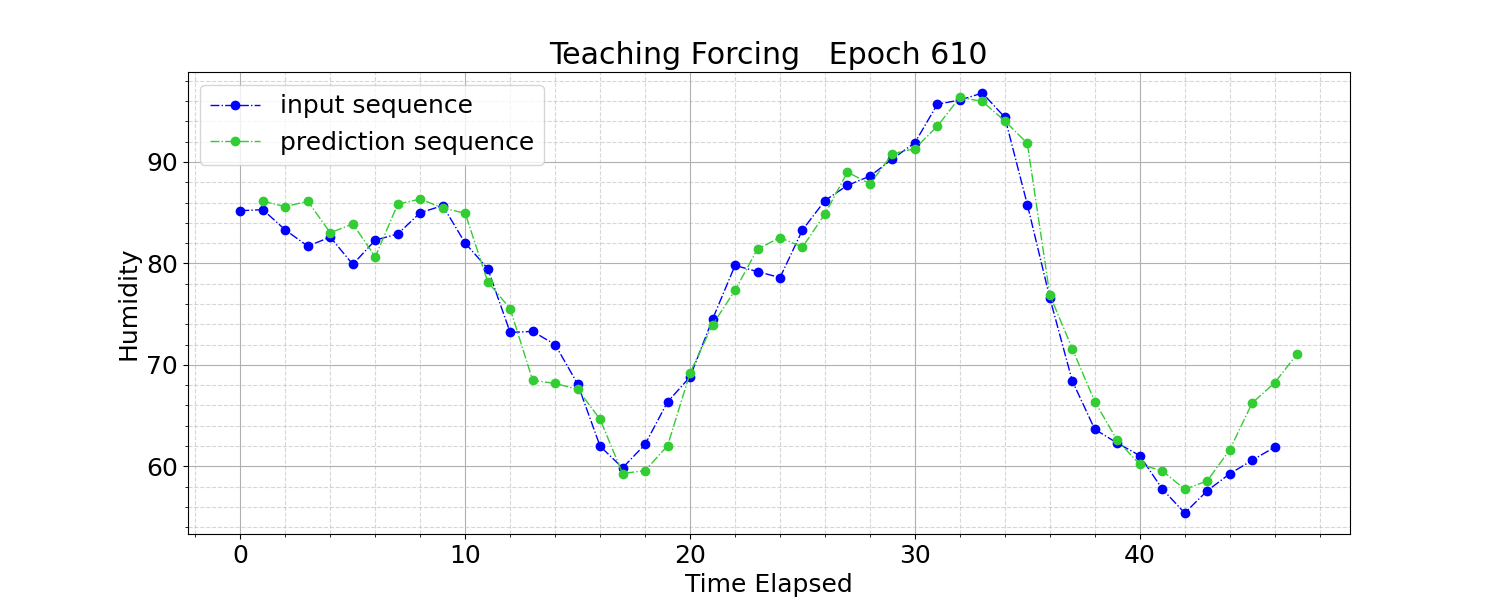 Teaching Forcing   Epoch 610
input sequence
prediction sequence
Humidity
90
80
70
60
0 10 20 30 40
Time Elapsed